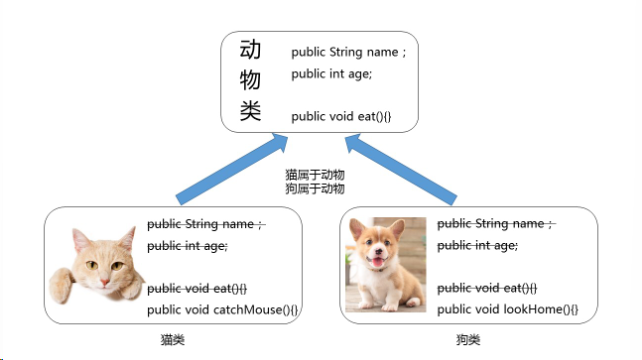 动
物
类
public String name ;
public int age;
public void eat(){}
猫属于动物
狗属于动物
public String name ;
public int age;
public void eat(){}
public void catchMouse(){}
猫类
public String name ;
public int age;
public void eat(){}
public void lookHome(){}
狗类